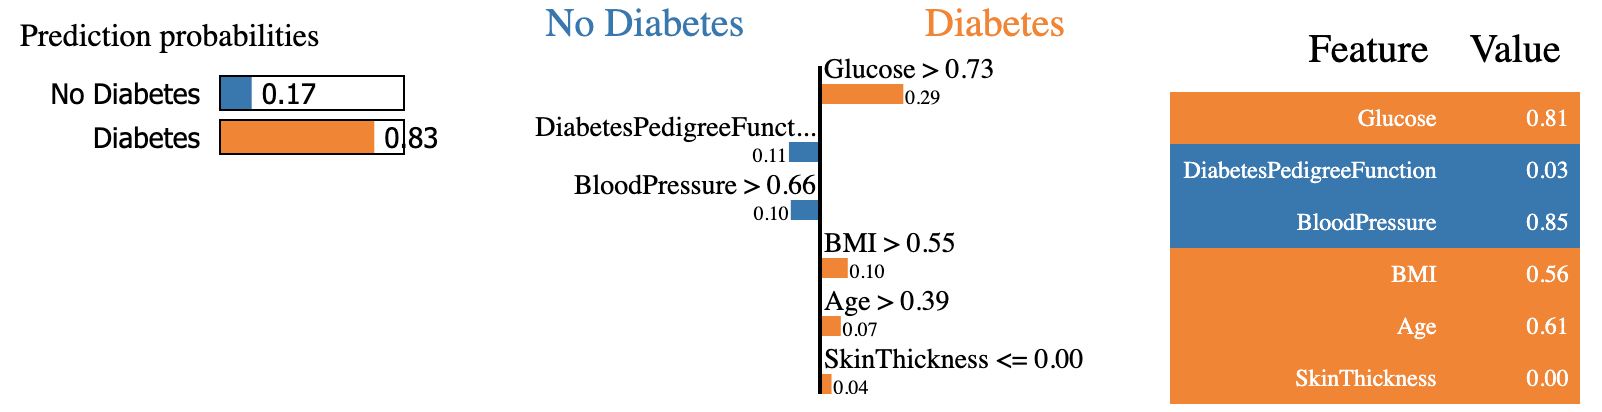 Prediction probabilities
No Diabetes 0.17
Diabetes 0.83
No Diabetes Diabetes
Glucose > 0.73
0.29
DiabetesPedigreeFunct...
0.11
BloodPressure > 0.66
0.10
BMI > 0.55
0.10
Age > 0.39
0.07
SkinThickness <= 0.00
0.04
Feature Value
Glucose 0.81
DiabetesPedigreeFunction 0.03
BloodPressure 0.85
BMI 0.56
Age 0.61
SkinThickness 0.00